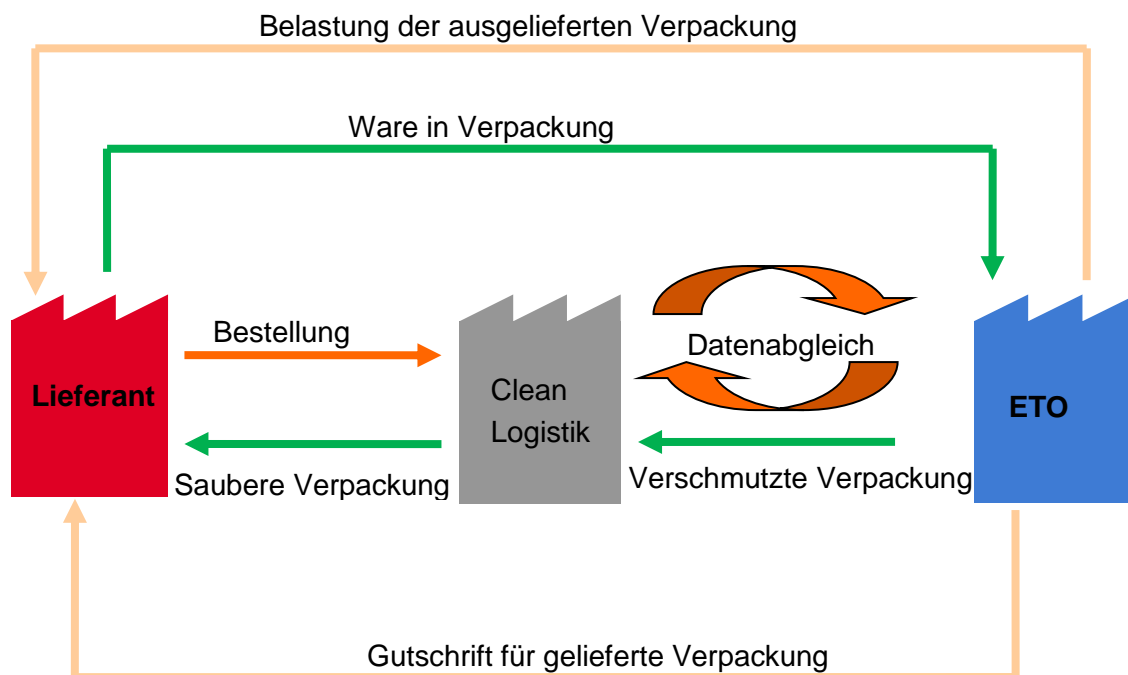 Belastung der ausgelieferten Verpackung
Ware in Verpackung
Bestellung
Datenabgleich
Lieferant
Clean
Logistik
ETO
Saubere Verpackung
Verschmutzte Verpackung
Gutschrift für gelieferte Verpackung